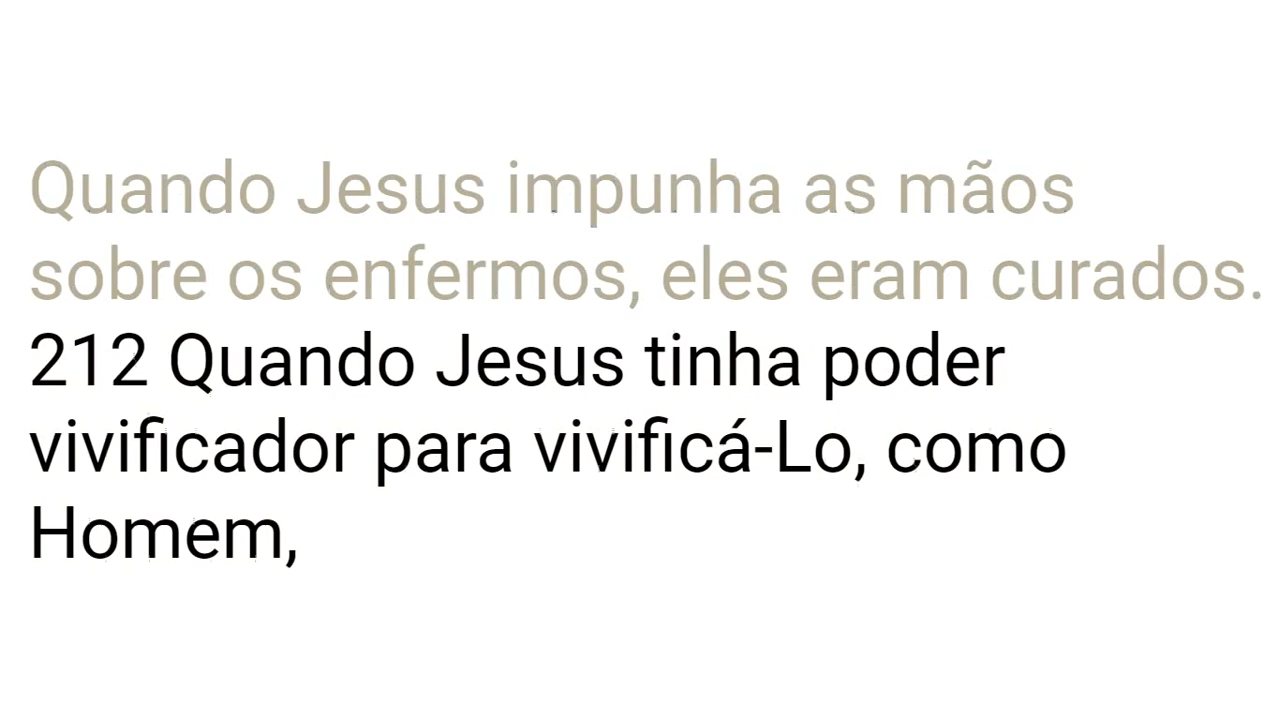 Quando Jesus impunha as mãos
sobre os enfermos, eles eram curados.
212 Quando Jesus tinha poder
vivificador para vivificá-Lo, como
Homem,